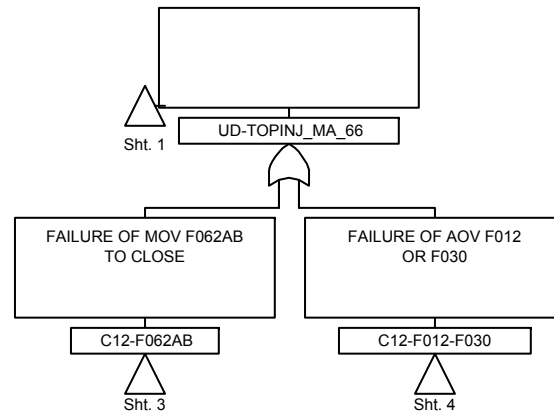 Sht. 1
UD-TOPINJ_MA_66
FAILURE OF MOV F062AB
TO CLOSE
FAILURE OF AOV F012
OR F030
C12-F062AB
C12-F012-F030
Sht. 3
Sht. 4